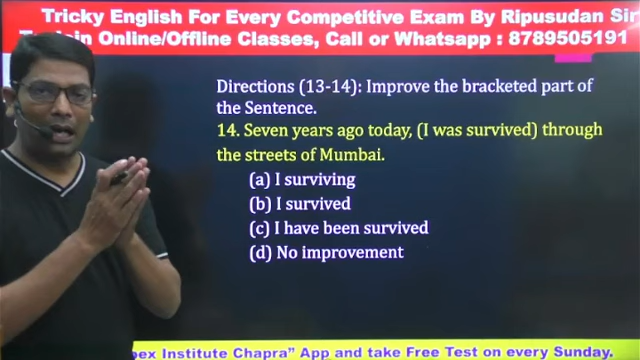 Tricky English For Every Competitive Exam By Ripusudan
Online/Offline Classes, Call or Whatsapp : 8789505191
Directions (13-14): Improve the bracketed part of
the Sentence.
14. Seven years ago today, (I was survived) through
the streets of Mumbai.
(a) I surviving
(b) I survived
(c) I have been survived
(d) No improvement
Institute Chapra” App and take Free Test on every Sunday.